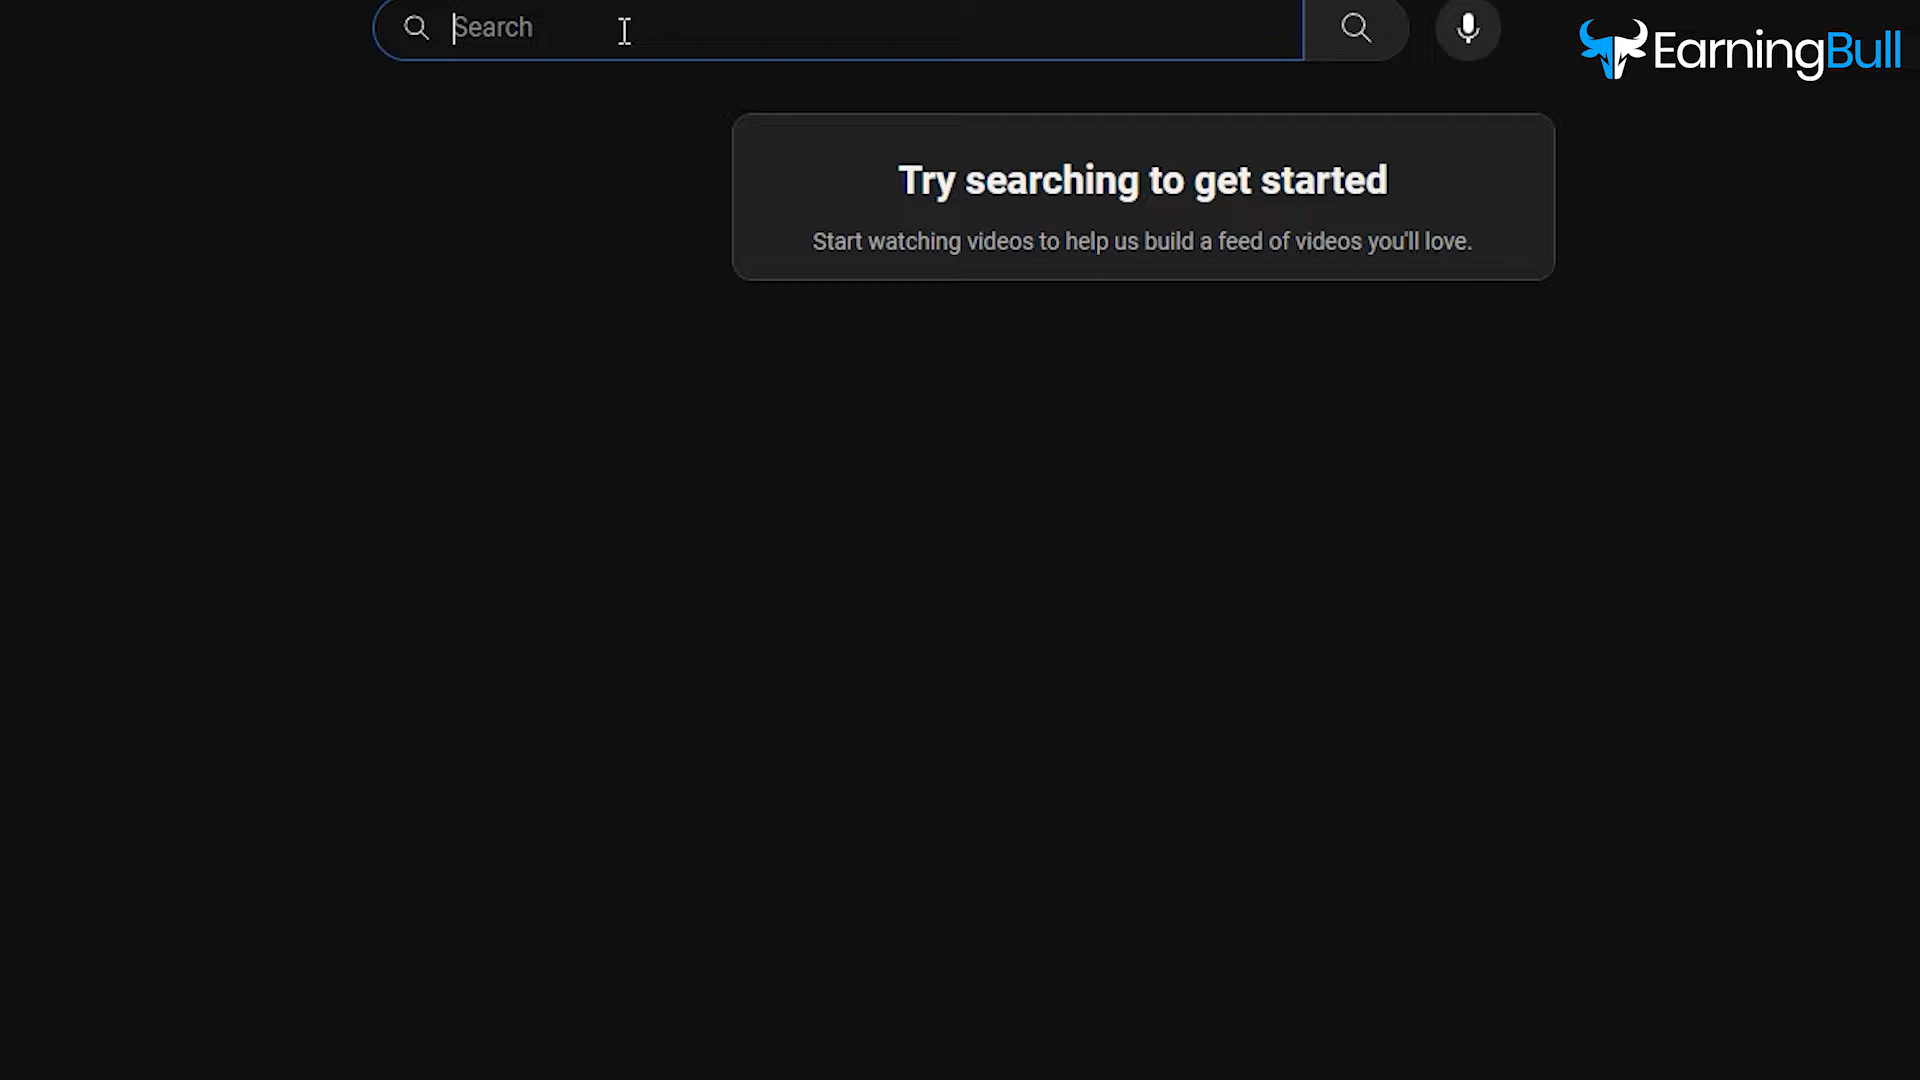 Search
EarningBull
Try searching to get started
Start watching videos to help us build a feed of videos you'll love.